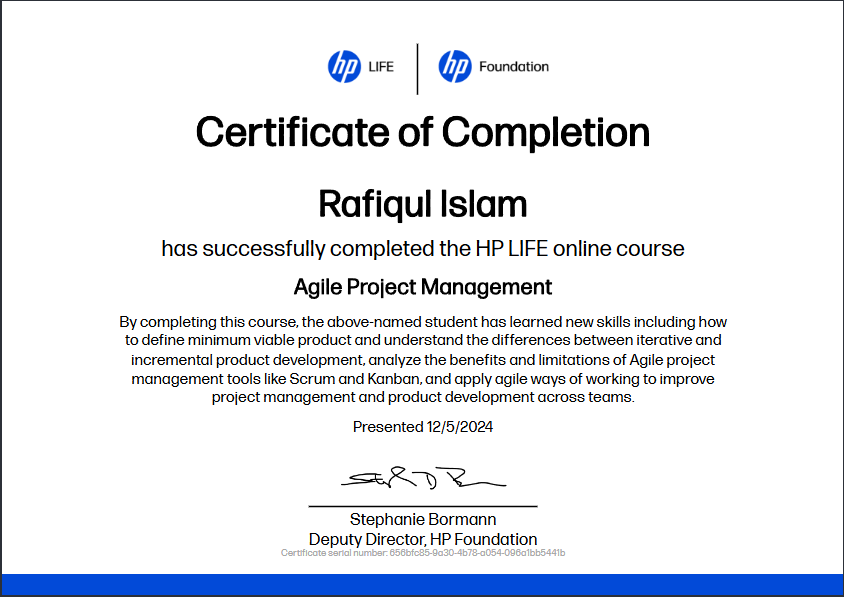 hp LIFE | hp Foundation
Certificate of Completion
Rafiqul Islam
has successfully completed the HP LIFE online course
Agile Project Management
By completing this course, the above-named student has learned new skills including how
to define minimum viable product and understand the differences between iterative and
incremental product development, analyze the benefits and limitations of Agile project
management tools like Scrum and Kanban, and apply agile ways of working to improve
project management and product development across teams.
Presented 12/5/2024
Stephanie Bormann
Deputy Director, HP Foundation
Certificate serial number: 656bfc85-9a30-4b78-a054-096a1bb5441b